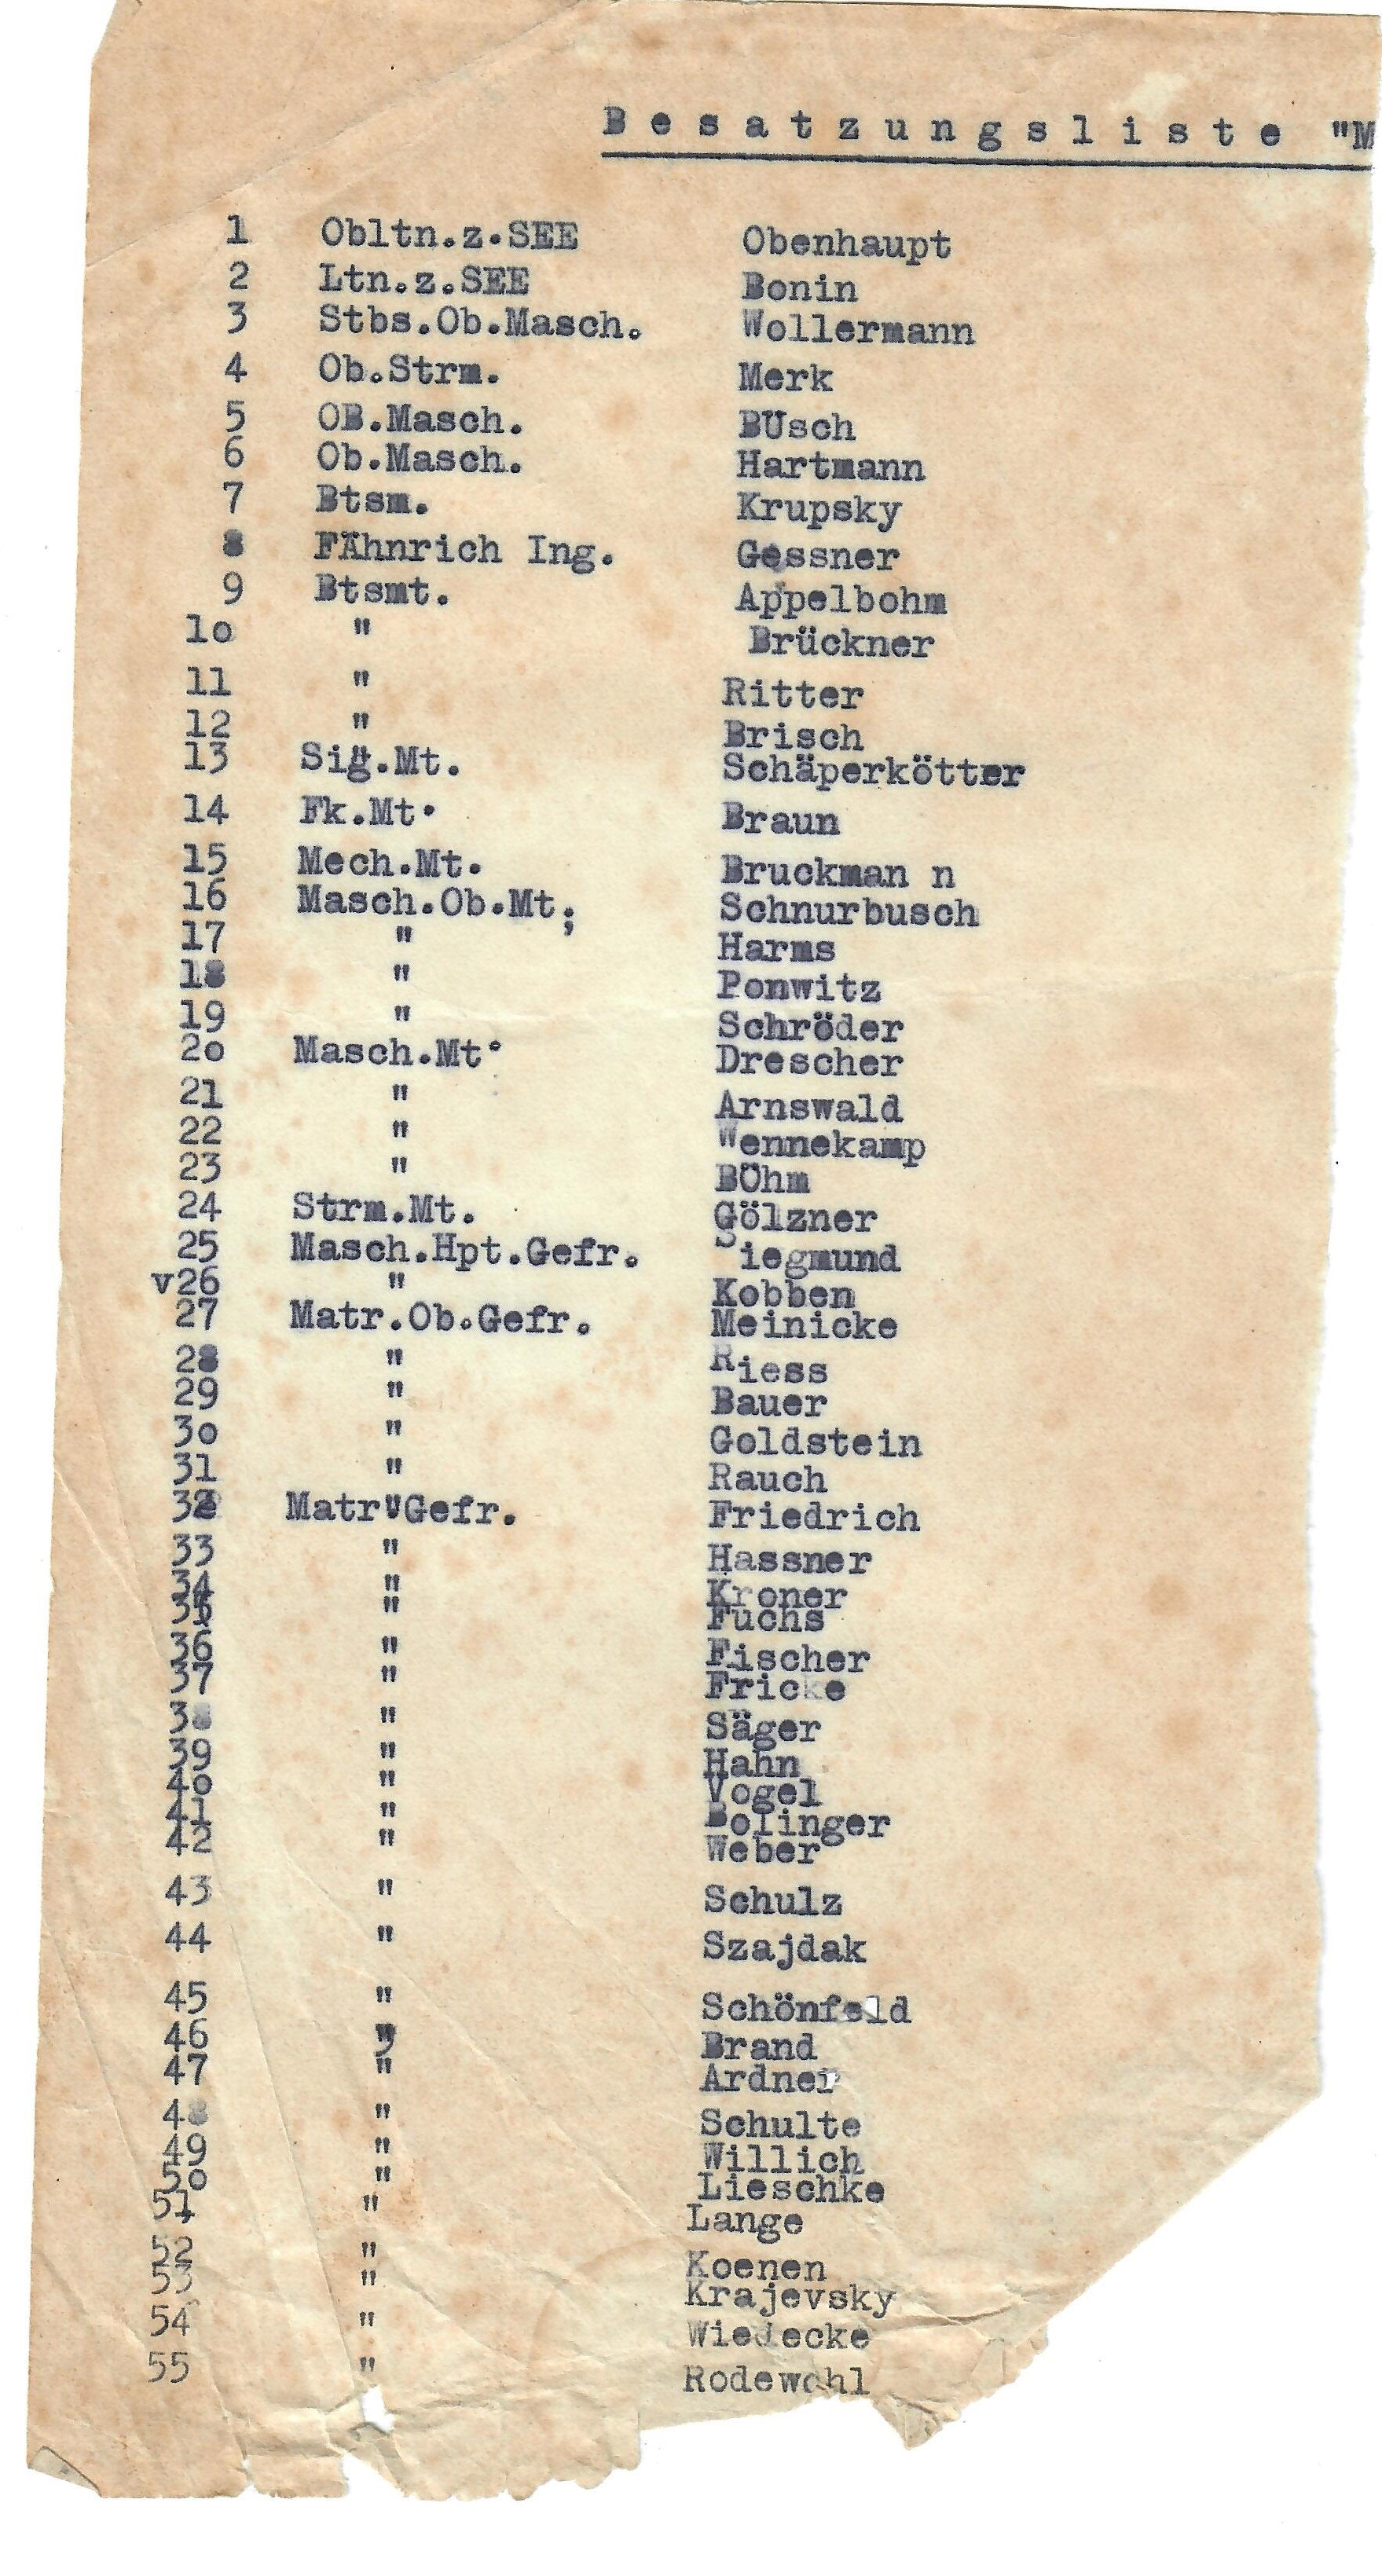 Besatzungsliste "M
1 Obltn.z.SEE Obenhaupt
2 Ltn.z.SEE Bonin
3 Stbs.Ob.Masch. Wollermann
4 Ob.Strm. Merk
5 OB.Masch. BUsch
6 Ob.Masch. Hartmann
7 Btsm. Krupsky
8 FÄhnrich Ing. Gessner
9 Btsmt. Appelbohm
1o " Brückner
11 " Ritter
12 " Brisch
13 Sig.Mt. Schäperkötter
14 Fk.Mt. Braun
15 Mech.Mt. Bruckman n
16 Masch.Ob.Mt; Schnurbusch
17 " Harms
18 " Ponwitz
19 " Schröder
2o Masch.Mt. Drescher
21 " Arnswald
22 " Wennekamp
23 " BÖhm
24 Strm.Mt. Gölzner
25 Masch.Hpt.Gefr. Siegmund
v26 " Kobben
27 Matr.Ob.Gefr. Meinicke
28 " Riess
29 " Bauer
3o " Goldstein
31 " Rauch
32 Matr.Gefr. Friedrich
33 " Hassner
34 " Kroner
35 " Fuchs
36 " Fischer
37 " Fricke
38 " Säger
39 " Hahn
4o " Vogel
41 " Bolinger
42 " Weber
43 " Schulz
44 " Szajdak
45 " Schönfeld
46 " Brand
47 " Ardner
48 " Schulte
49 " Willich
5o " Lieschke
51 " Lange
52 " Koenen
53 " Krajevsky
54 " Wiedecke
55 " Rodewohl